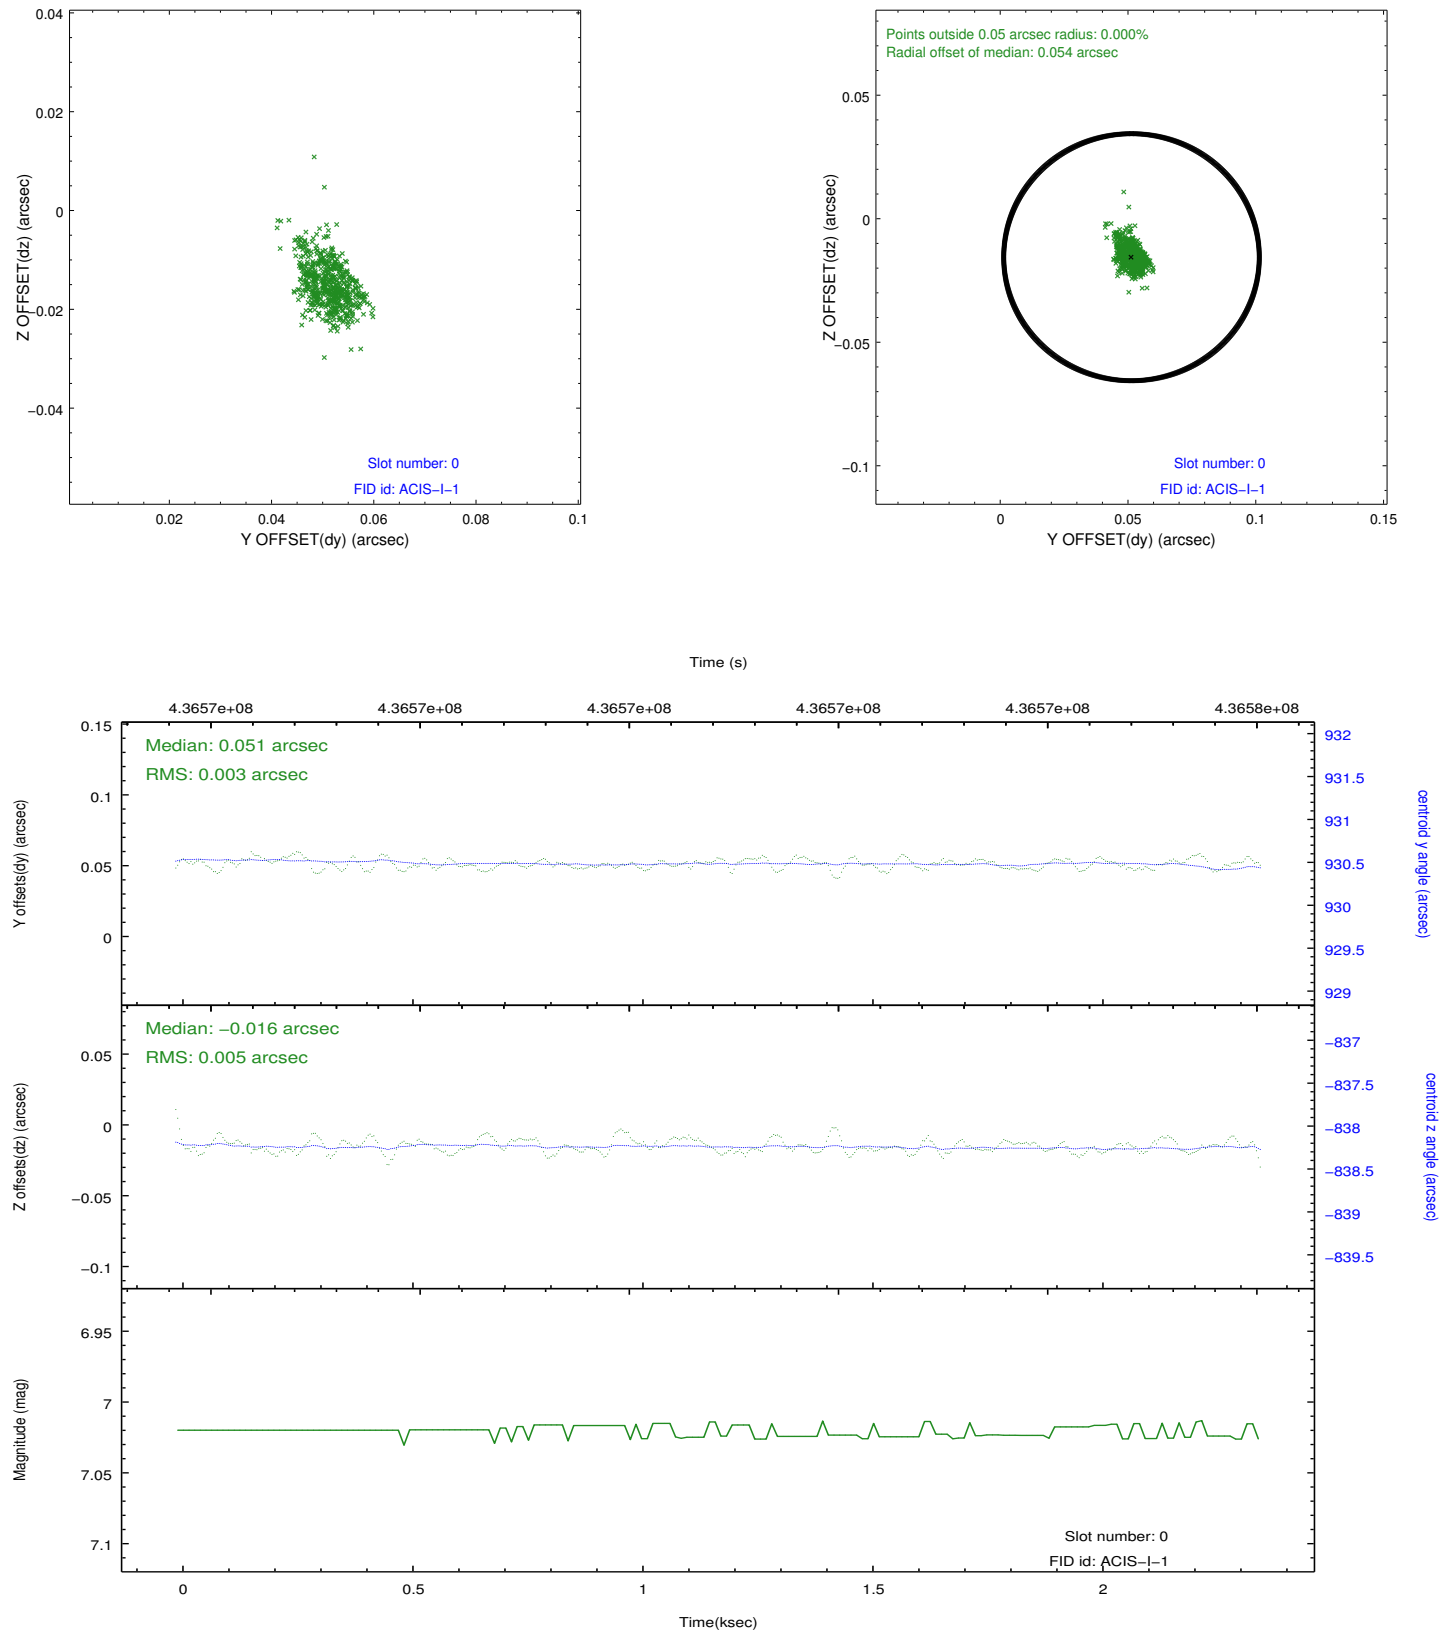 0.04
0.02
0
−0.02
−0.04
Z OFFSET(dz) (arcsec)
Slot number: 0
FID id: ACIS−I−1
0.02
0.04
0.06
0.08
0.1
Y OFFSET(dy) (arcsec)
Points outside 0.05 arcsec radius: 0.000%
Radial offset of median: 0.054 arcsec
0.05
0
−0.05
−0.1
Z OFFSET(dz) (arcsec)
Slot number: 0
FID id: ACIS−I−1
0
0.05
0.1
0.15
Y OFFSET(dy) (arcsec)
Time (s)
4.3657e+08 4.3657e+08 4.3657e+08 4.3657e+08 4.3657e+08 4.3658e+08
Median: 0.051 arcsec
RMS: 0.003 arcsec
0.15
0.1
0.05
0
Y offsets(dy) (arcsec)
932
931.5
931
930.5
930
929.5
929
centroid y angle (arcsec)
Median: −0.016 arcsec
RMS: 0.005 arcsec
0.05
0
−0.05
−0.1
Z offsets(dz) (arcsec)
−837
−837.5
−838
−838.5
−839
−839.5
centroid z angle (arcsec)
6.95
7
7.05
7.1
Magnitude (mag)
Slot number: 0
FID id: ACIS−I−1
0 0.5 1 1.5 2
Time(ksec)